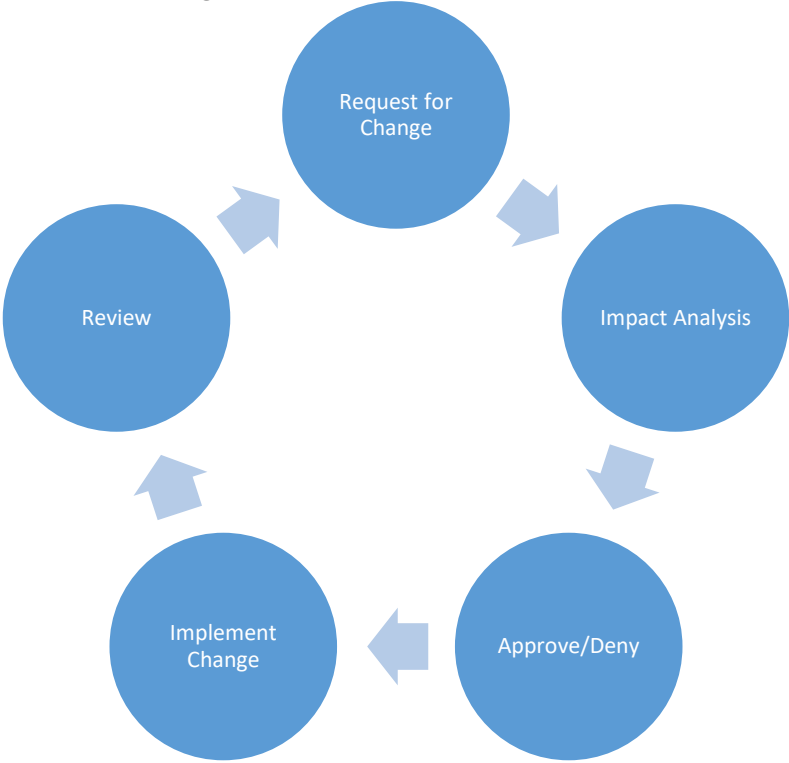 Request for
Change
Impact Analysis
Approve/Deny
Implement
Change
Review